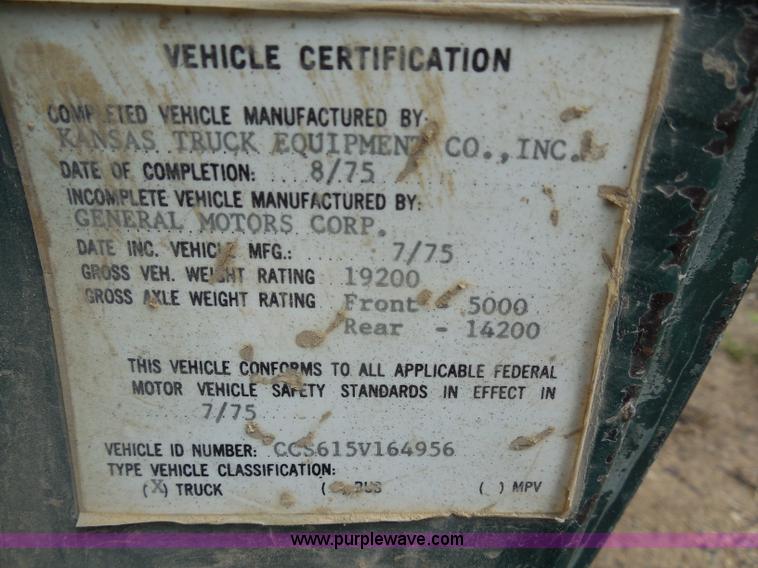 VEHICLE CERTIFICATION
COMPLETED VEHICLE MANUFACTURED BY:
KANSAS TRUCK EQUIPMENT CO.,INC.
DATE OF COMPLETION: 8/75
INCOMPLETE VEHICLE MANUFACTURED BY:
GENERAL MOTORS CORP.
DATE INC. VEHICLE MFG.: 7/75
GROSS VEH. WEIGHT RATING 19200
GROSS AXLE WEIGHT RATING Front - 5000
Rear - 14200
THIS VEHICLE CONFORMS TO ALL APPLICABLE FEDERAL
MOTOR VEHICLE SAFETY STANDARDS IN EFFECT IN
7/75
VEHICLE ID NUMBER: CCS615V164956
TYPE VEHICLE CLASSIFICATION:
(X) TRUCK ( ) BUS ( ) MPV
www.purplewave.com